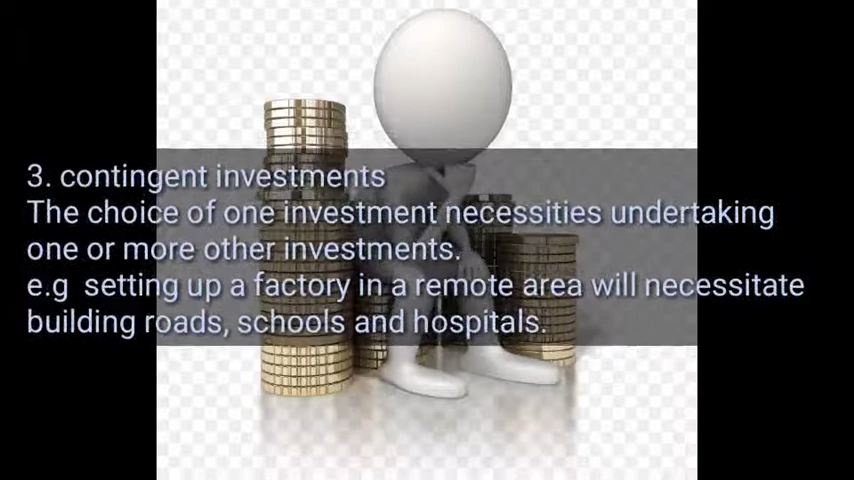 3. contingent investments
The choice of one investment necessities undertaking
one or more other investments.
e.g  setting up a factory in a remote area will necessitate
building roads, schools and hospitals.